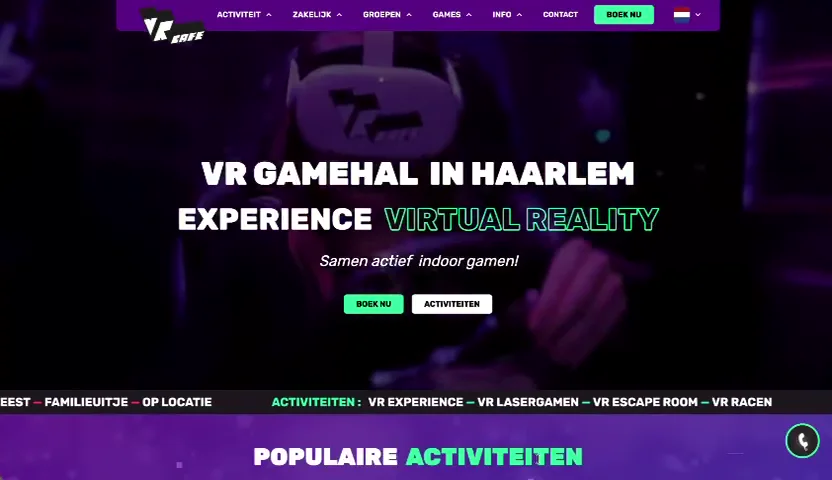 VR CAFE
ACTIVITEIT ZAKELIJK GROEPEN GAMES INFO CONTACT BOEK NU
VR GAMEHAL IN HAARLEM
EXPERIENCE VIRTUAL REALITY
Samen actief indoor gamen!
BOEK NU ACTIVITEITEN
EEST – FAMILIEUITJE – OP LOCATIE ACTIVITEITEN : VR EXPERIENCE – VR LASERGAMEN – VR ESCAPE ROOM – VR RACEN
POPULAIRE ACTIVITEITEN